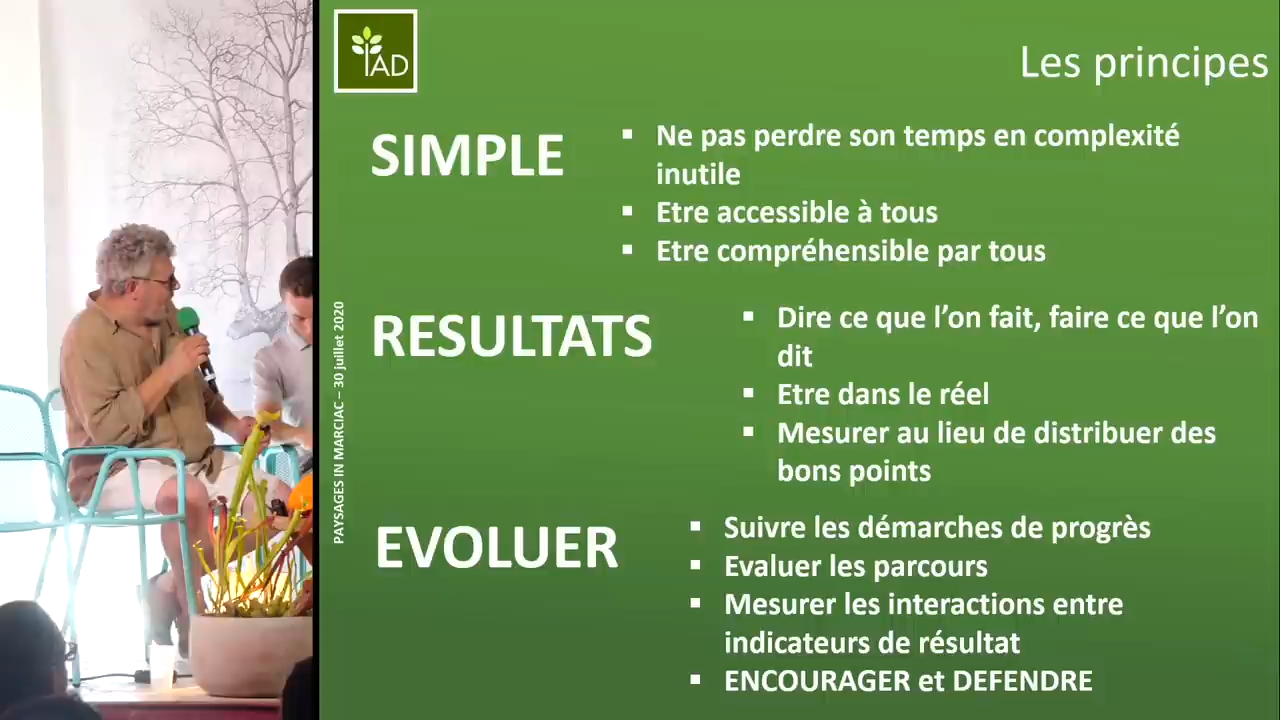 IAD
Les principes
SIMPLE
▪ Ne pas perdre son temps en complexité
inutile
▪ Etre accessible à tous
▪ Etre compréhensible par tous
RESULTATS
▪ Dire ce que l’on fait, faire ce que l’on
dit
▪ Etre dans le réel
▪ Mesurer au lieu de distribuer des
bons points
EVOLUER
▪ Suivre les démarches de progrès
▪ Evaluer les parcours
▪ Mesurer les interactions entre
indicateurs de résultat
▪ ENCOURAGER et DEFENDRE
PAYSAGES IN MARCIAC – 30 juillet 2020